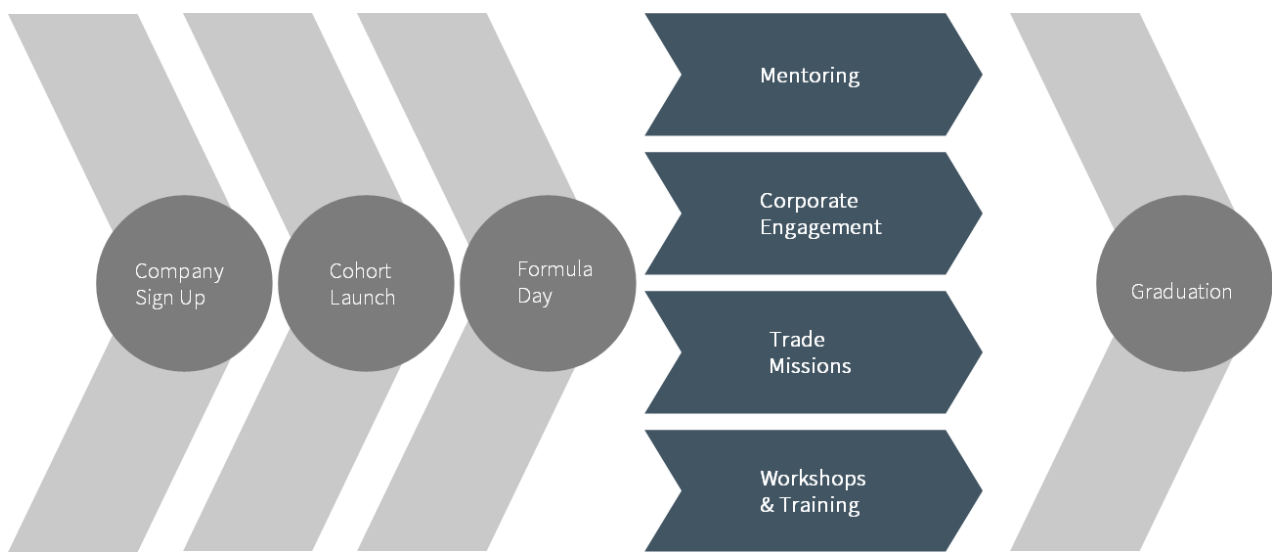 Company
Sign Up
Cohort
Launch
Formula
Day
Mentoring
Corporate
Engagement
Trade
Missions
Workshops
& Training
Graduation